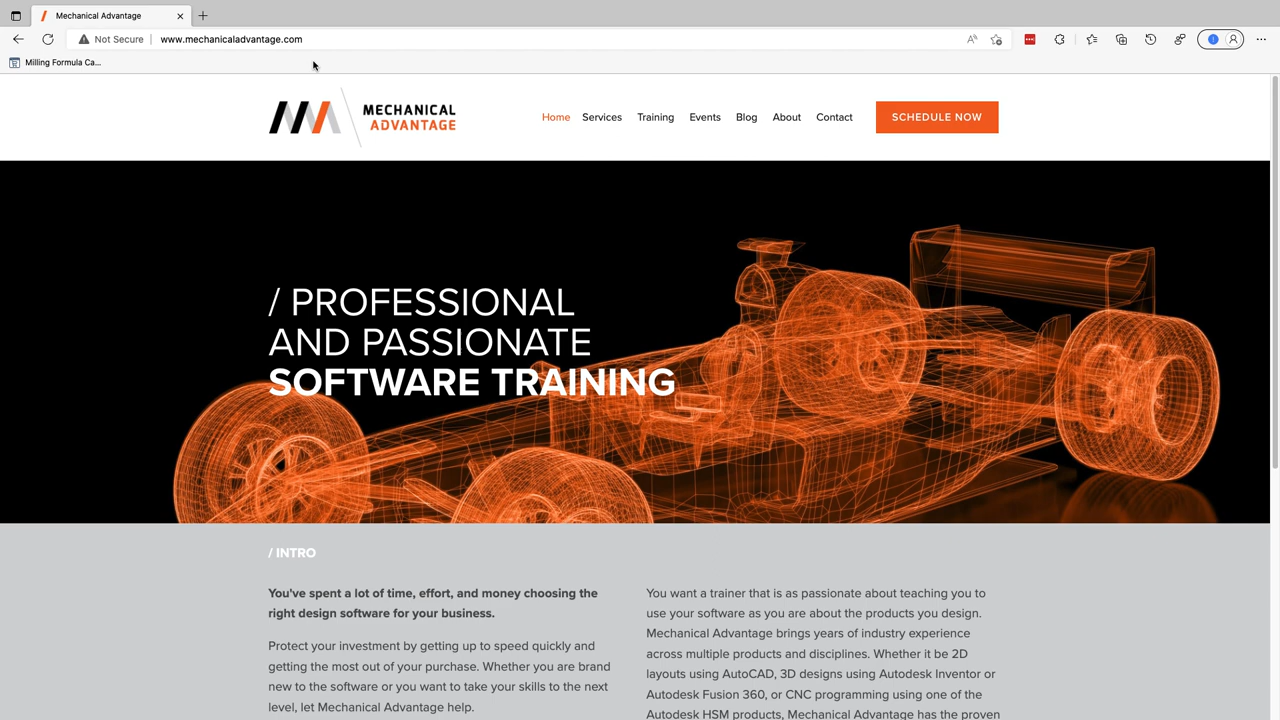 Mechanical Advantage
Not Secure
www.mechanicaladvantage.com
Milling Formula Ca...
MECHANICAL
ADVANTAGE
Home
Services
Training
Events
Blog
About
Contact
SCHEDULE NOW
/ PROFESSIONAL
AND PASSIONATE
SOFTWARE TRAINING
/ INTRO
You've spent a lot of time, effort, and money choosing the
right design software for your business.
Protect your investment by getting up to speed quickly and
getting the most out of your purchase. Whether you are brand
new to the software or you want to take your skills to the next
level, let Mechanical Advantage help.
You want a trainer that is as passionate about teaching you to
use your software as you are about the products you design.
Mechanical Advantage brings years of industry experience
across multiple products and disciplines. Whether it be 2D
layouts using AutoCAD, 3D designs using Autodesk Inventor or
Autodesk Fusion 360, or CNC programming using one of the
Autodesk HSM products, Mechanical Advantage has the proven